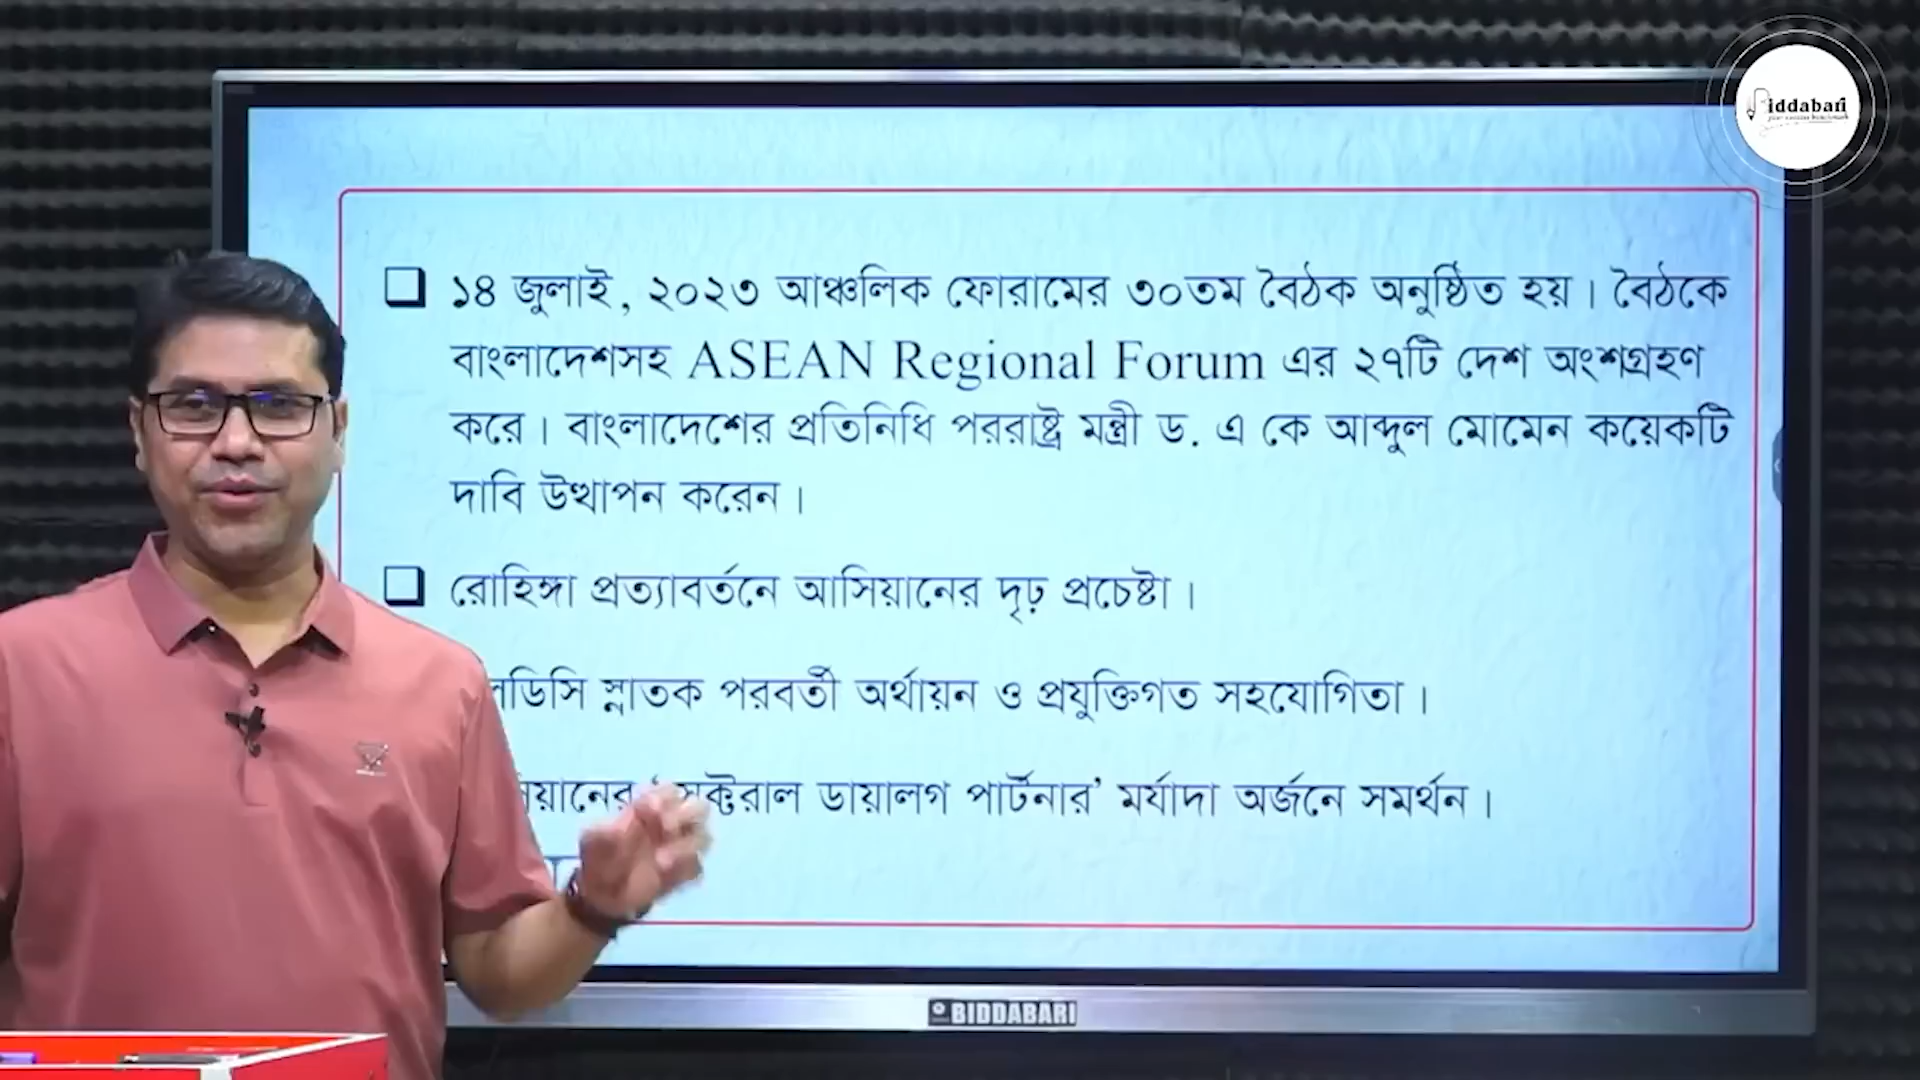 iddabari
১৪ জুলাই, ২০২৩ আঞ্চলিক ফোরামের ৩০তম বৈঠক অনুষ্ঠিত হয়। বৈঠকে
বাংলাদেশসহ ASEAN Regional Forum এর ২৭টি দেশ অংশগ্রহণ
করে। বাংলাদেশের প্রতিনিধি পররাষ্ট্র মন্ত্রী ড. এ কে আব্দুল মোমেন কয়েকটি
দাবি উত্থাপন করেন।
রোহিঙ্গা প্রত্যাবর্তনে আসিয়ানের দৃঢ় প্রচেষ্টা।
লডিসি স্নাতক পরবর্তী অর্থায়ন ও প্রযুক্তিগত সহযোগিতা।
য়ানের ডায়ালগ পার্টনার’ মর্যাদা অর্জনে সমর্থন।
BIDDABARI